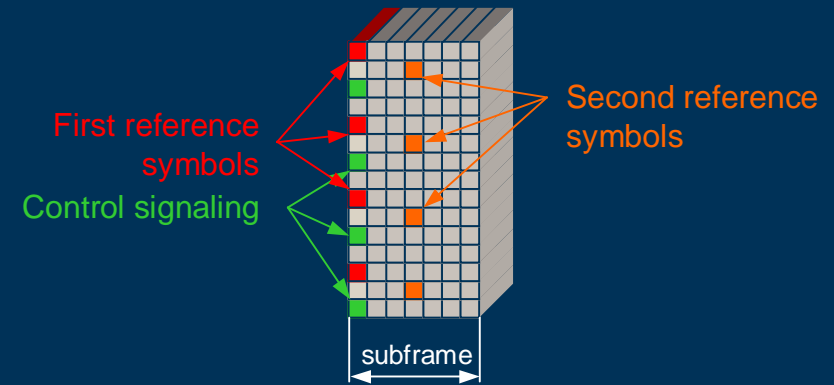 First reference
symbols
Control signaling
Second reference
symbols
subframe